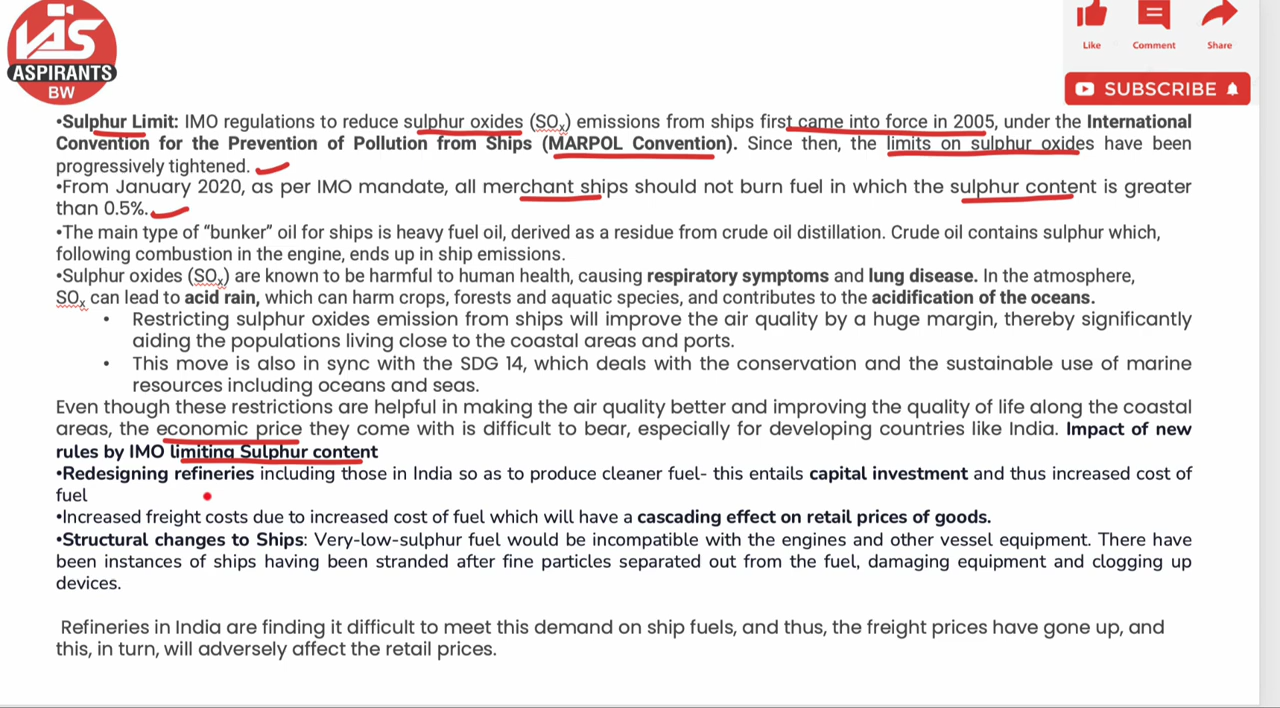 IAS
ASPIRANTS
BW
Like Comment Share
SUBSCRIBE
•Sulphur Limit: IMO regulations to reduce sulphur oxides (SOx) emissions from ships first came into force in 2005, under the International
Convention for the Prevention of Pollution from Ships (MARPOL Convention). Since then, the limits on sulphur oxides have been
progressively tightened.
•From January 2020, as per IMO mandate, all merchant ships should not burn fuel in which the sulphur content is greater
than 0.5%.
•The main type of “bunker” oil for ships is heavy fuel oil, derived as a residue from crude oil distillation. Crude oil contains sulphur which,
following combustion in the engine, ends up in ship emissions.
•Sulphur oxides (SOx) are known to be harmful to human health, causing respiratory symptoms and lung disease. In the atmosphere,
SOx can lead to acid rain, which can harm crops, forests and aquatic species, and contributes to the acidification of the oceans.
• Restricting sulphur oxides emission from ships will improve the air quality by a huge margin, thereby significantly
aiding the populations living close to the coastal areas and ports.
• This move is also in sync with the SDG 14, which deals with the conservation and the sustainable use of marine
resources including oceans and seas.
Even though these restrictions are helpful in making the air quality better and improving the quality of life along the coastal
areas, the economic price they come with is difficult to bear, especially for developing countries like India. Impact of new
rules by IMO limiting Sulphur content
•Redesigning refineries including those in India so as to produce cleaner fuel- this entails capital investment and thus increased cost of
fuel
•Increased freight costs due to increased cost of fuel which will have a cascading effect on retail prices of goods.
•Structural changes to Ships: Very-low-sulphur fuel would be incompatible with the engines and other vessel equipment. There have
been instances of ships having been stranded after fine particles separated out from the fuel, damaging equipment and clogging up
devices.
Refineries in India are finding it difficult to meet this demand on ship fuels, and thus, the freight prices have gone up, and
this, in turn, will adversely affect the retail prices.